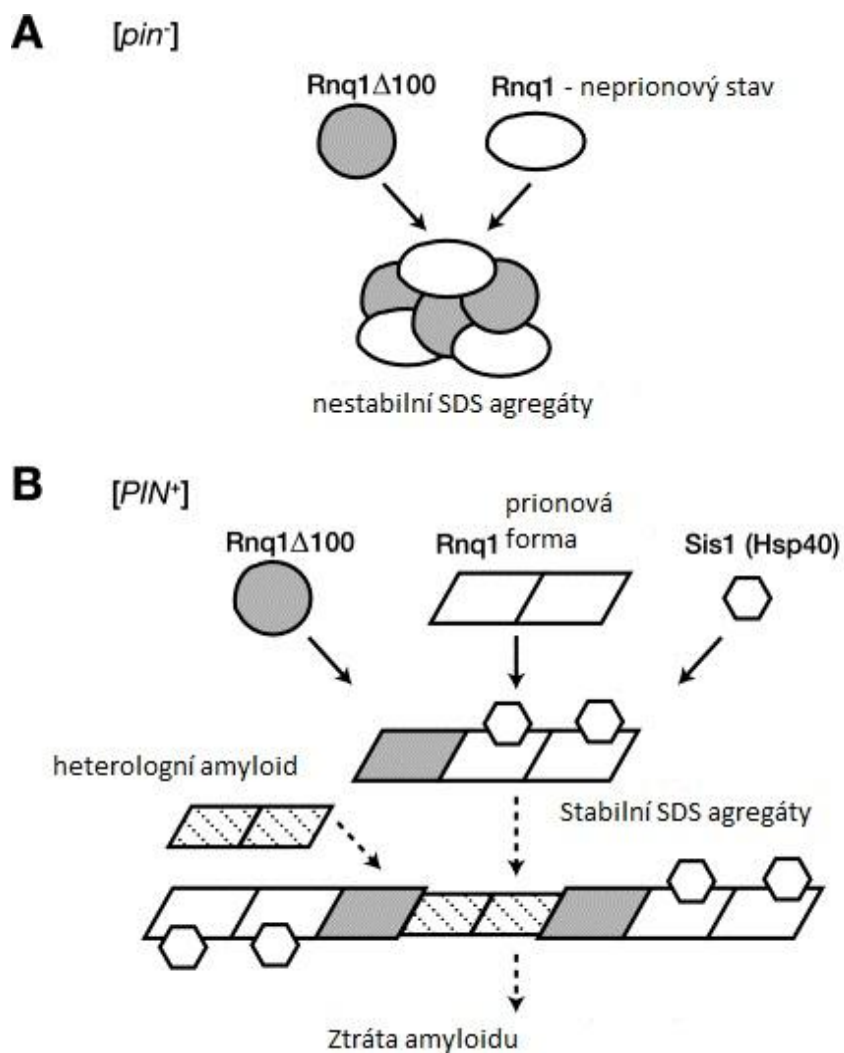 A [pin-]
Rnq1Δ100 Rnq1 - neprionový stav
nestabilní SDS agregáty
B [PIN+]
prionová
Rnq1Δ100 Rnq1 forma Sis1 (Hsp40)
heterologní amyloid
Stabilní SDS agregáty
Ztráta amyloidu